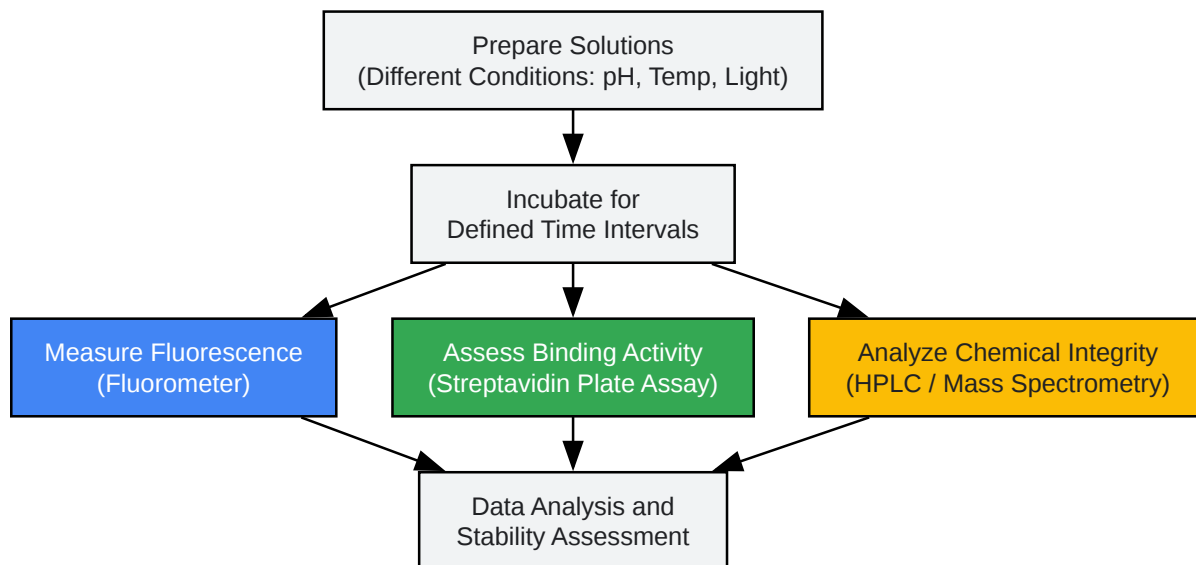 Prepare Solutions
(Different Conditions: pH, Temp, Light)
Incubate for
Defined Time Intervals
Measure Fluorescence
(Fluorometer)
Assess Binding Activity
(Streptavidin Plate Assay)
Analyze Chemical Integrity
(HPLC / Mass Spectrometry)
Data Analysis and
Stability Assessment